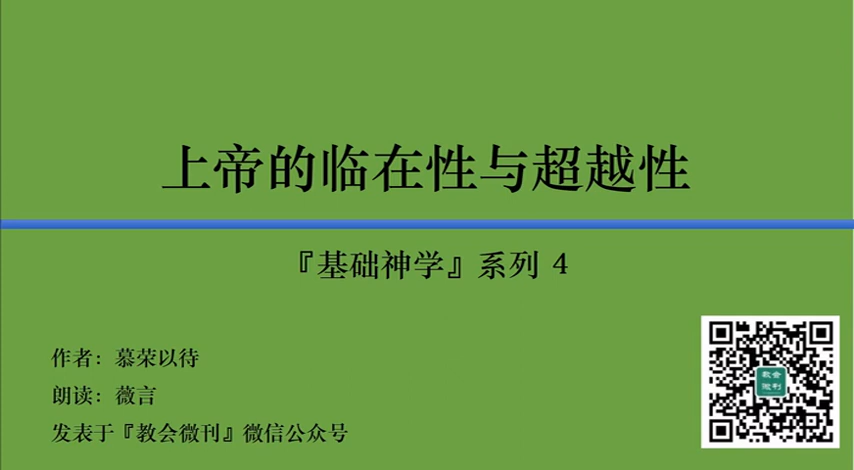 上帝的临在性与超越性
『基础神学』系列 4
作者：慕荣以待
朗读：薇言
发表于『教会微刊』微信公众号
教会
微刊